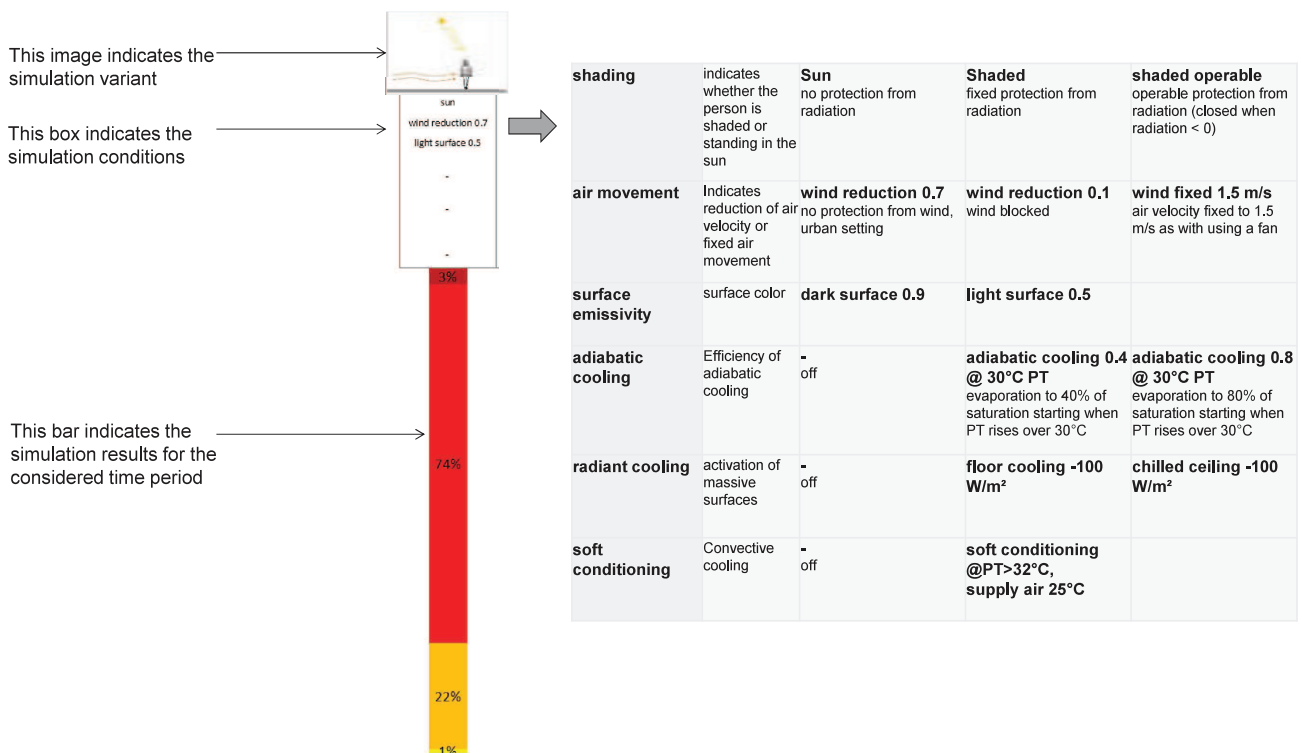 This image indicates the
simulation variant
This box indicates the
simulation conditions
This bar indicates the
simulation results for the
considered time period
sun
wind reduction 0.7
light surface 0.5
-
-
-
3%
74%
22%
1%
shading
indicates
whether the
person is
shaded or
standing in the
sun
Sun
no protection from
radiation
Shaded
fixed protection from
radiation
shaded operable
operable protection from
radiation (closed when
radiation < 0)
air movement
Indicates
reduction of air
velocity or
fixed air
movement
wind reduction 0.7
no protection from wind,
urban setting
wind reduction 0.1
wind blocked
wind fixed 1.5 m/s
air velocity fixed to 1.5
m/s as with using a fan
surface
emissivity
surface color
dark surface 0.9
light surface 0.5
adiabatic
cooling
Efficiency of
adiabatic
cooling
-
off
adiabatic cooling 0.4
@ 30°C PT
evaporation to 40% of
saturation starting when
PT rises over 30°C
adiabatic cooling 0.8
@ 30°C PT
evaporation to 80% of
saturation starting when
PT rises over 30°C
radiant cooling
activation of
massive
surfaces
-
off
floor cooling -100
W/m²
chilled ceiling -100
W/m²
soft
conditioning
Convective
cooling
-
off
soft conditioning
@PT>32°C,
supply air 25°C